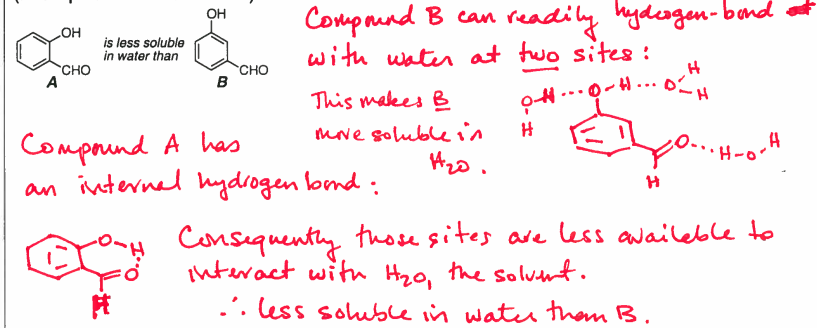 OH
CHO
A
is less soluble
in water than
OH
CHO
B
Compound B can readily hydrogen-bond
with water at two sites :
This makes B
more soluble in
H2O .
O-H ··· O-H ··· O-H
H
H
O ··· H-O-H
H
Compound A has
an internal hydrogen bond :
O-H
O
H
Consequently those sites are less available to
interact with H2O, the solvent.
∴ less soluble in water than B .